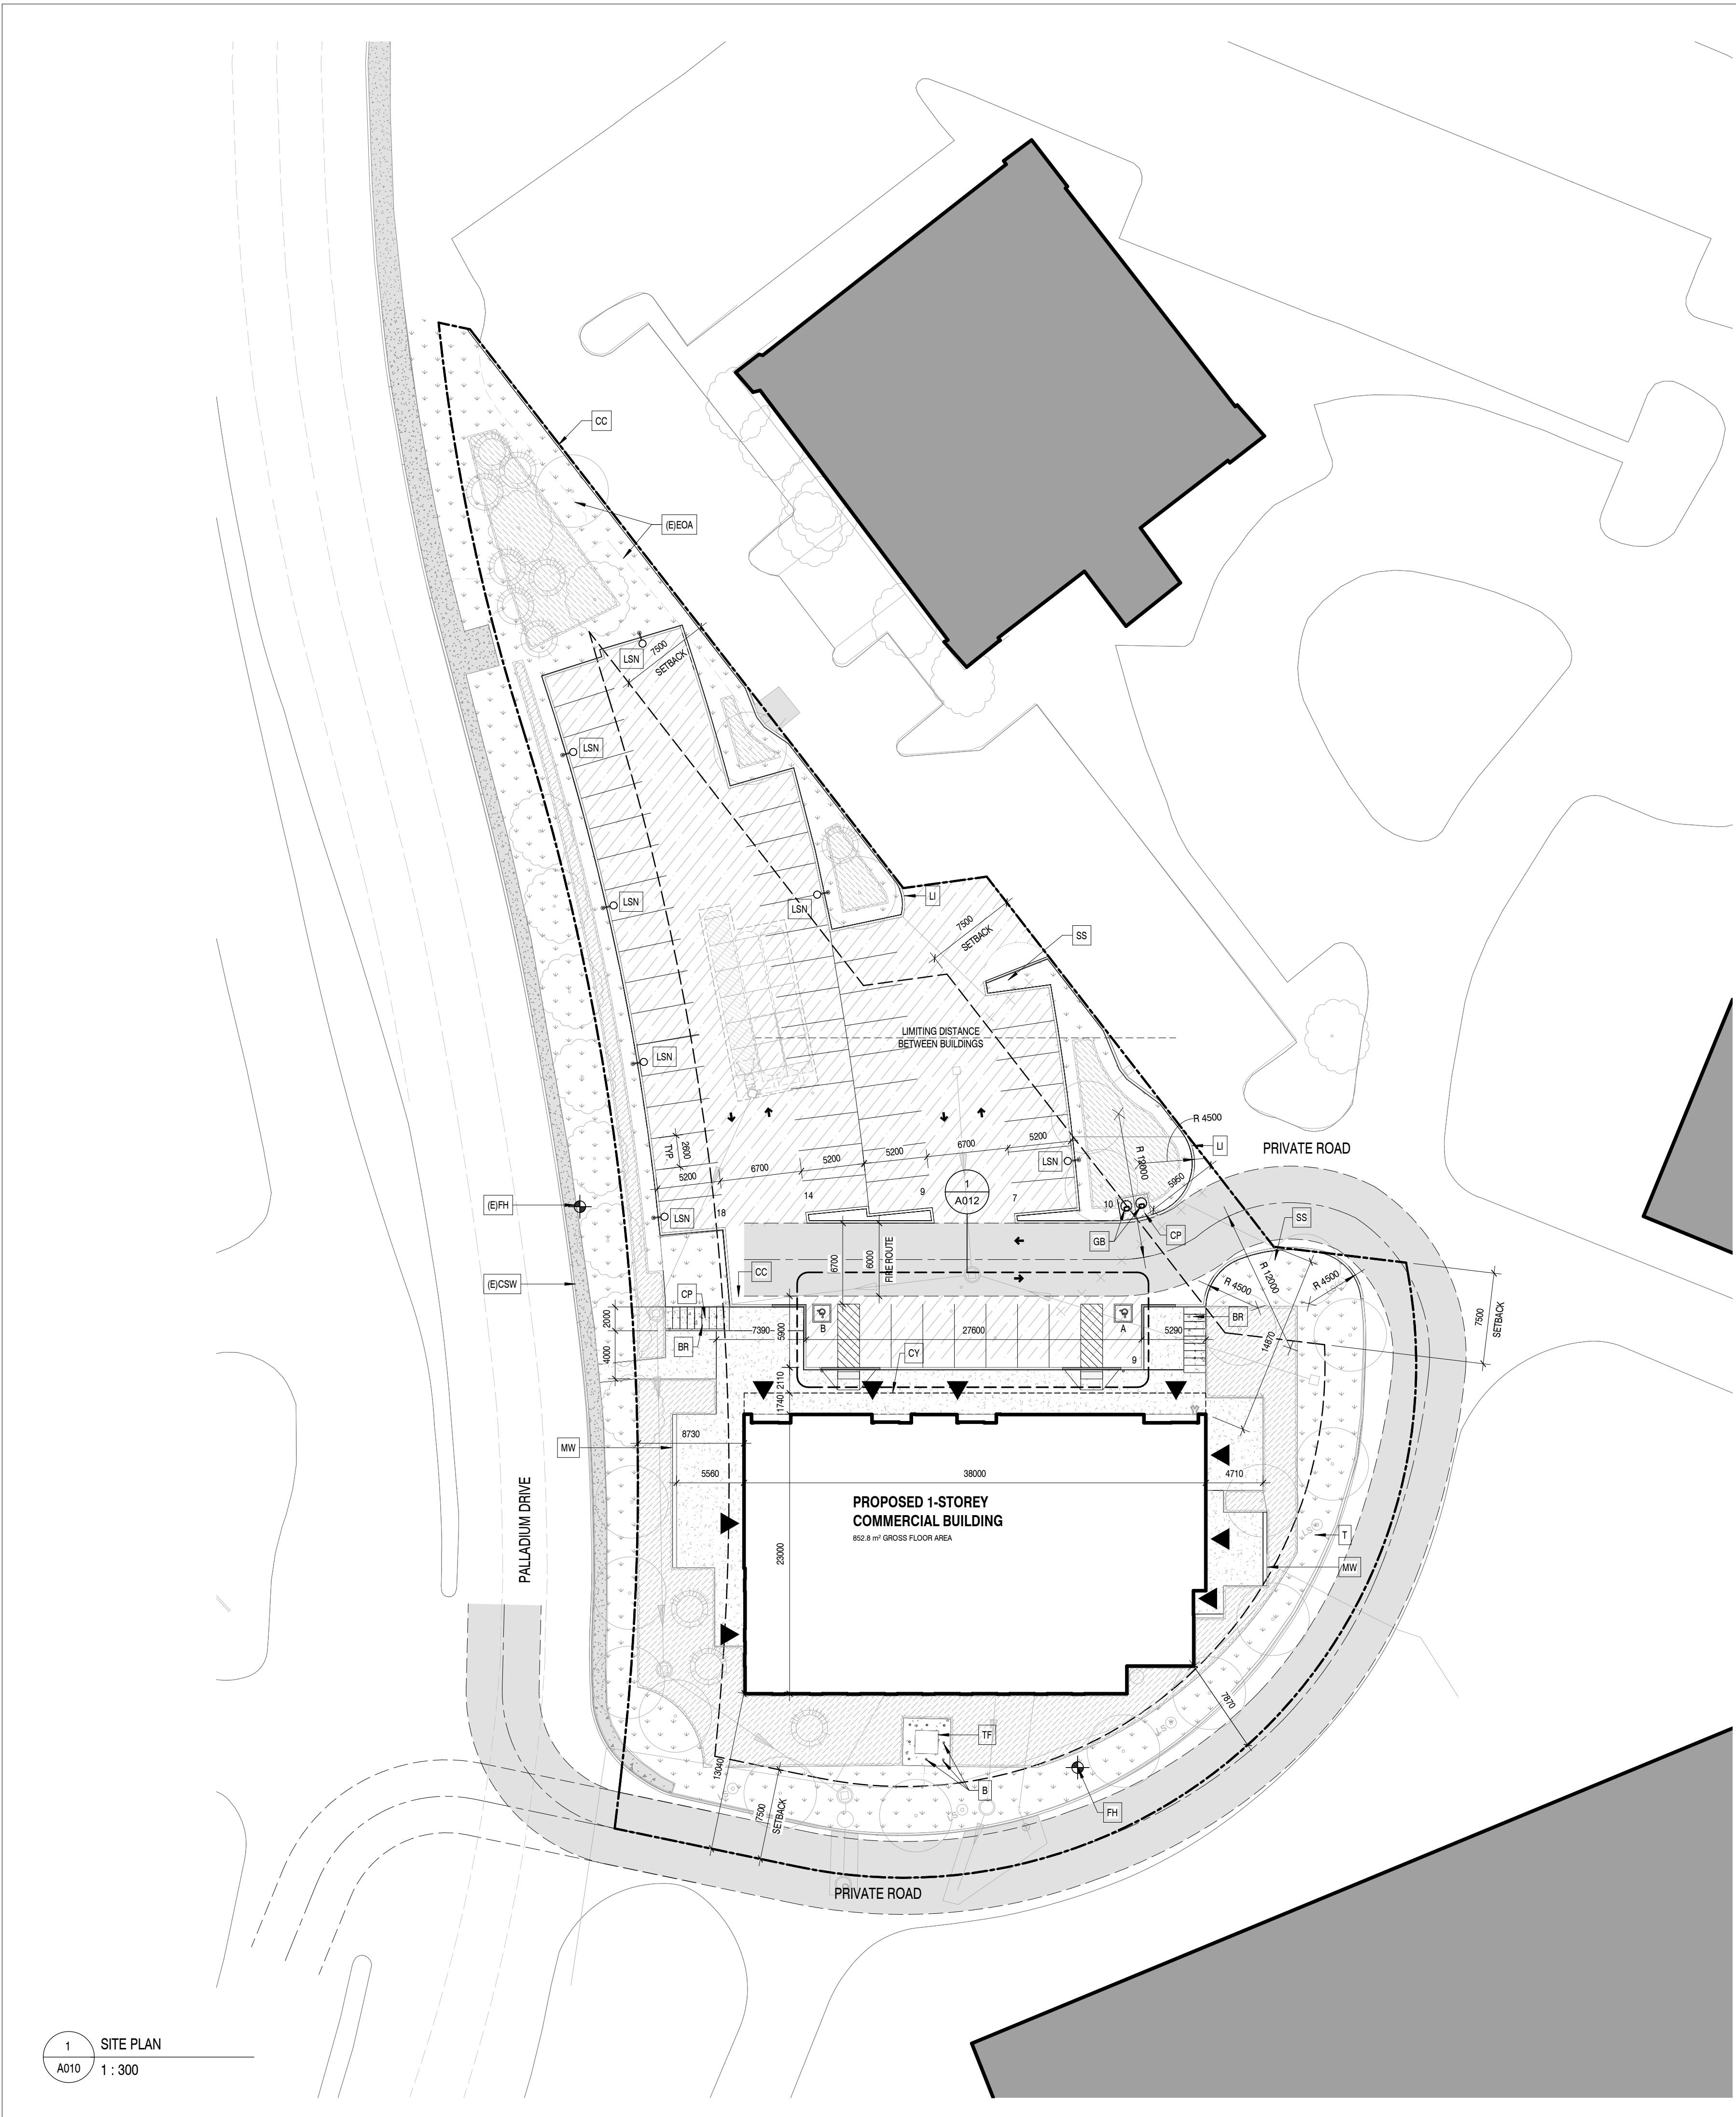 CC
(E)EOA
LSN
7500
SETBACK
LSN
LSN
LSN
LI
7500
SETBACK
SS
LIMITING DISTANCE
BETWEEN BUILDINGS
LSN
R 4500
LI
PRIVATE ROAD
2600
TYP.
5200
6700
5200
5200
6700
5200
LSN
R 12000
5950
14
9
1
A012
7
10
(E)FH
LSN
18
GB
CP
SS
6700
6000
FIRE ROUTE
(E)CSW
CC
R 4500
R 12000
R 4500
7500
SETBACK
CP
2000
BR
4000
7390
5900
B
27600
A
5290
BR
14870
CY
9
2110
1740
MW
8730
5560
38000
4710
PROPOSED 1-STOREY
COMMERCIAL BUILDING
852.8 m² GROSS FLOOR AREA
23000
PALLADIUM DRIVE
T
MW
7870
TF
13040
7500
SETBACK
B
FH
PRIVATE ROAD
1
A010
SITE PLAN
1 : 300